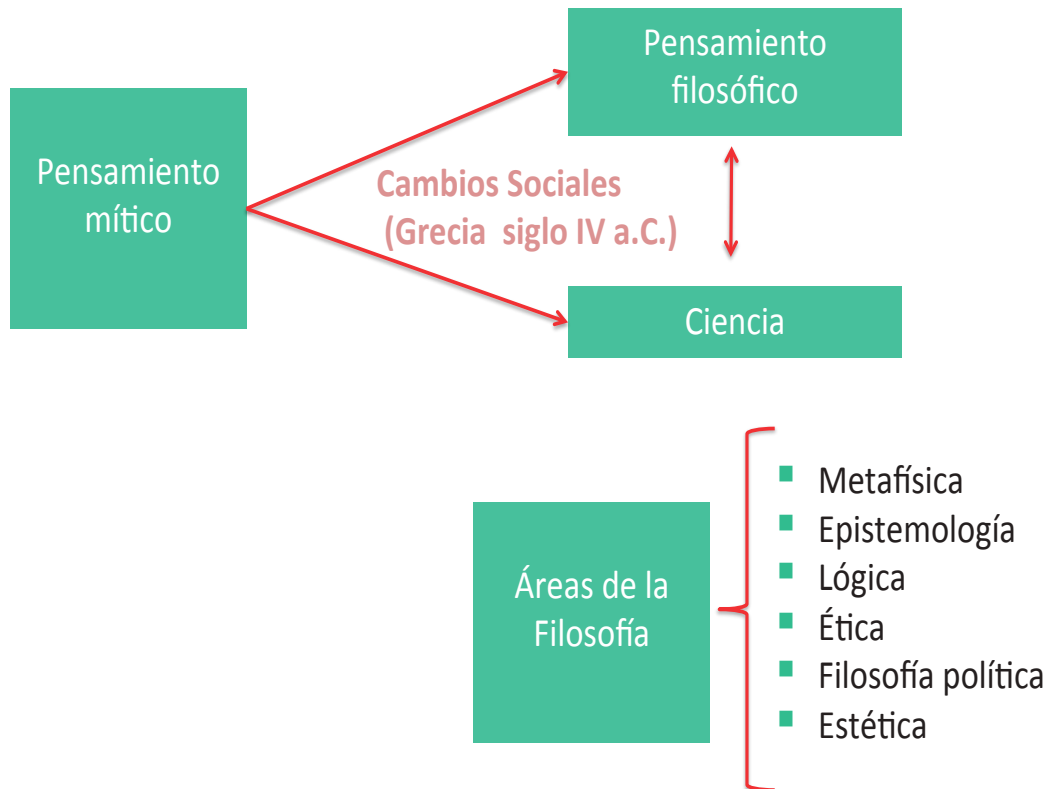 Pensamiento
filosófico
Pensamiento
mítico
Cambios Sociales
(Grecia siglo IV a.C.)
Ciencia
Áreas de la
Filosofía
Metafísica
Epistemología
Lógica
Ética
Filosofía política
Estética